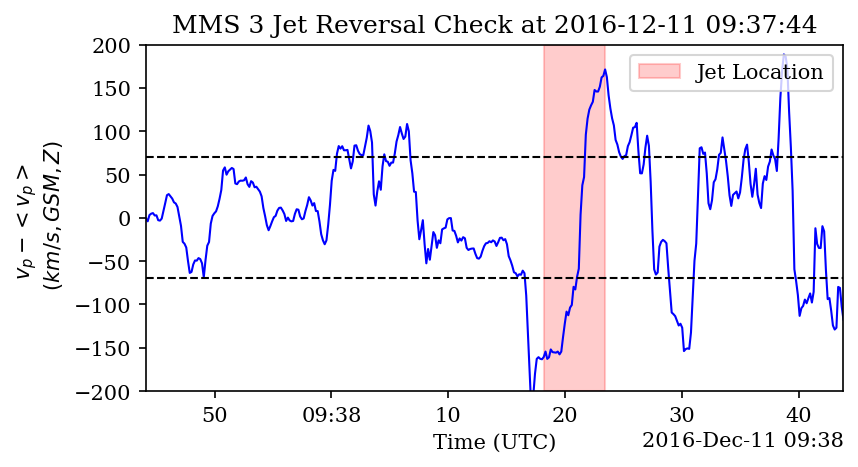 MMS 3 Jet Reversal Check at 2016-12-11 09:37:44
200
150
100
50
0
−50
−100
−150
−200
v_p − < v_p >
(km/s, GSM, Z)
Jet Location
50
09:38
10
20
30
40
Time (UTC)
2016-Dec-11 09:38